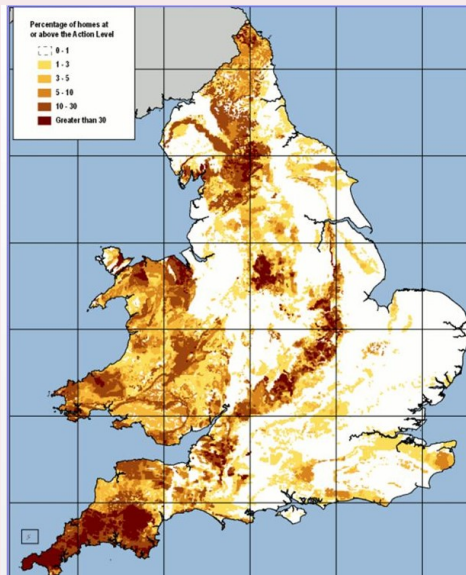 Percentage of homes at
or above the Action Level
0 - 1
1 - 3
3 - 5
5 - 10
10 - 30
Greater than 30